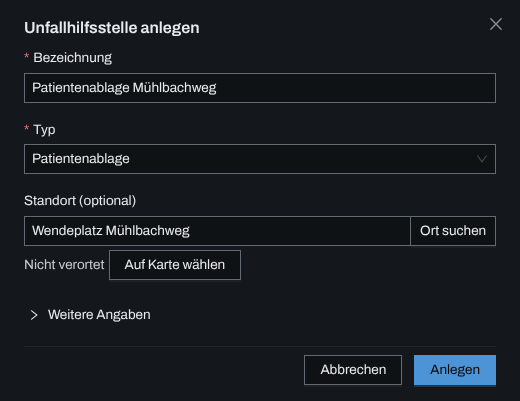 Unfallhilfsstelle anlegen
* Bezeichnung
Patientenablage Mühlbachweg
* Typ
Patientenablage
Standort (optional)
Wendeplatz Mühlbachweg Ort suchen
Nicht verortet Auf Karte wählen
Weitere Angaben
Abbrechen Anlegen